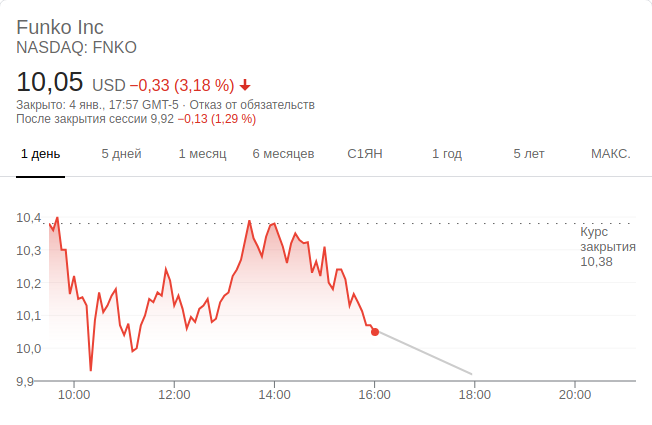 Funko Inc
NASDAQ: FNKO
10,05 USD −0,33 (3,18 %)
Закрыто: 4 янв., 17:57 GMT-5 · Отказ от обязательств
После закрытия сессии 9,92 −0,13 (1,29 %)
1 день 5 дней 1 месяц 6 месяцев С1ЯН 1 год 5 лет МАКС.
10,4
Курс
закрытия
10,38
10,3
10,2
10,1
10,0
9,9
10:00 12:00 14:00 16:00 18:00 20:00